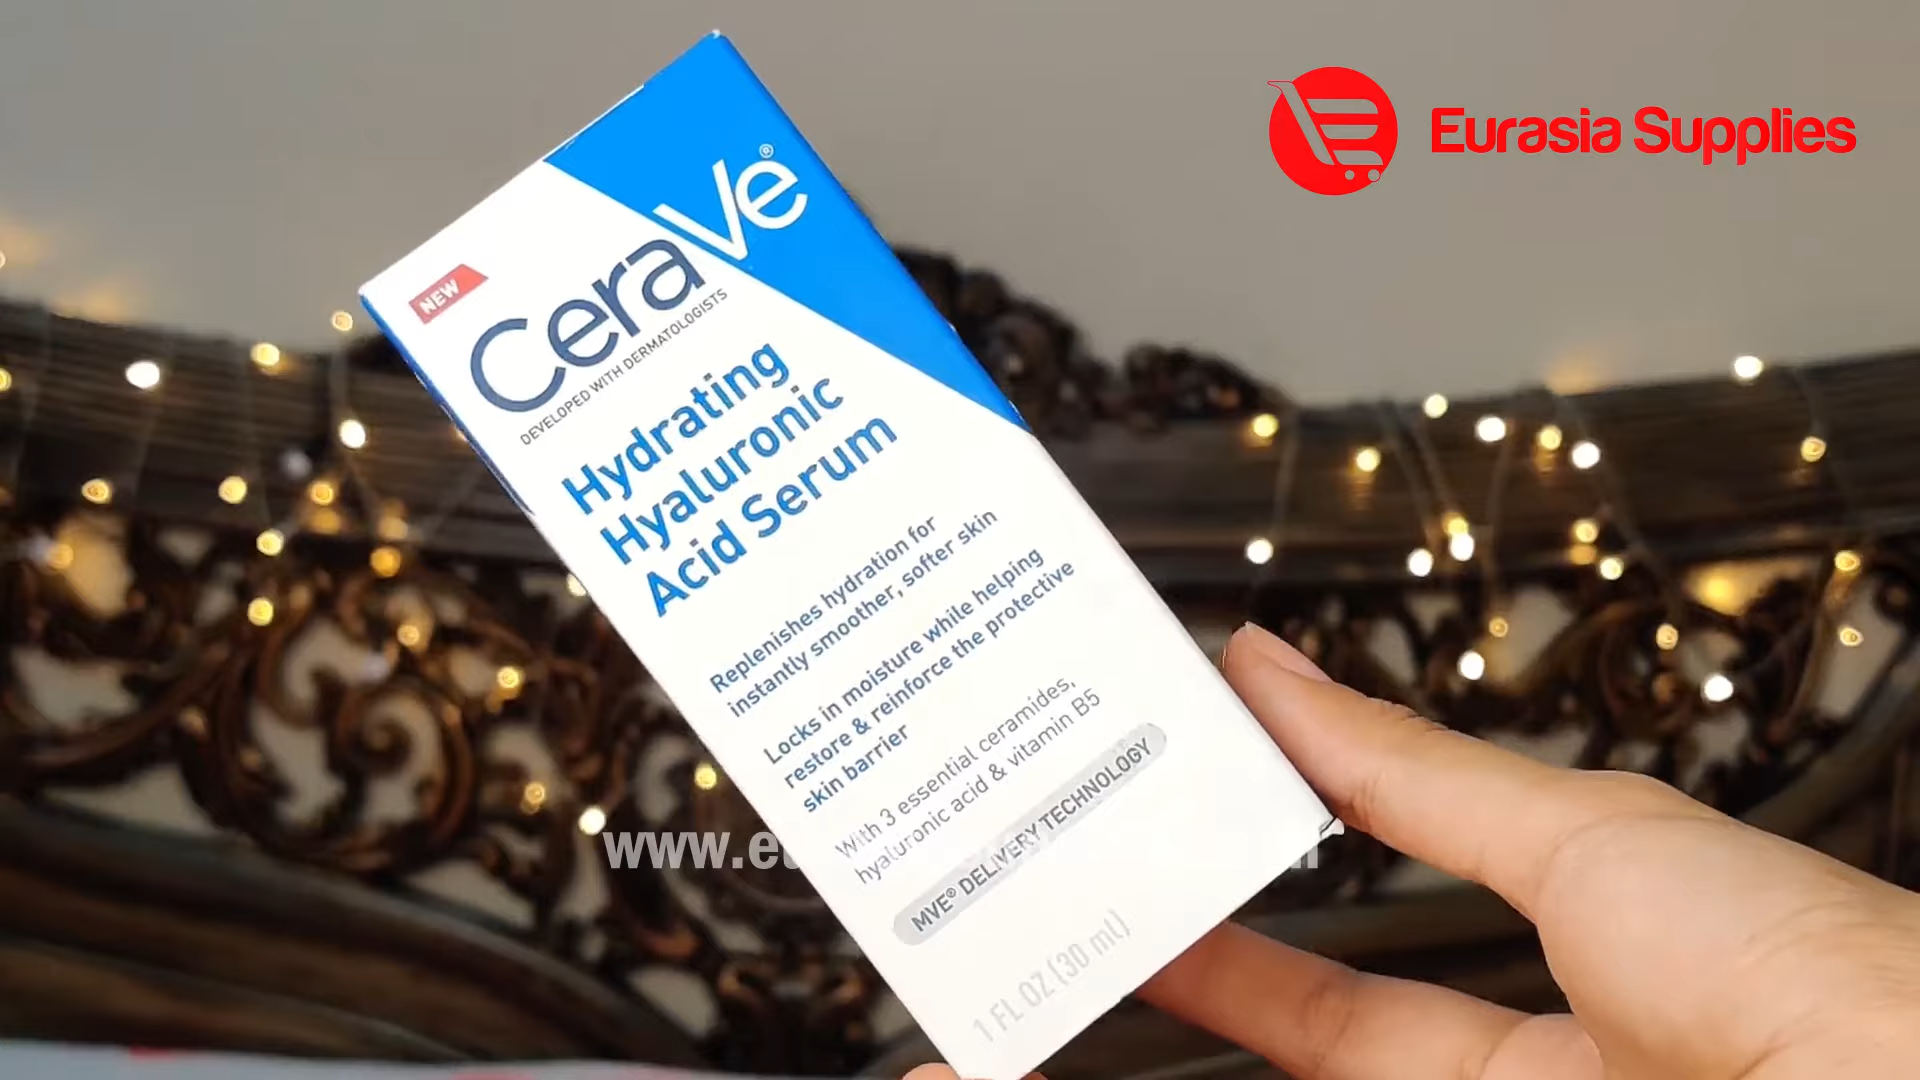 Eurasia Supplies
NEW
CeraVe®
DEVELOPED WITH DERMATOLOGISTS
Hydrating
Hyaluronic
Acid Serum
Replenishes hydration for
instantly smoother, softer skin
Locks in moisture while helping
restore & reinforce the protective
skin barrier
With 3 essential ceramides,
hyaluronic acid & vitamin B5
MVE® DELIVERY TECHNOLOGY
1 FL OZ (30 ml)